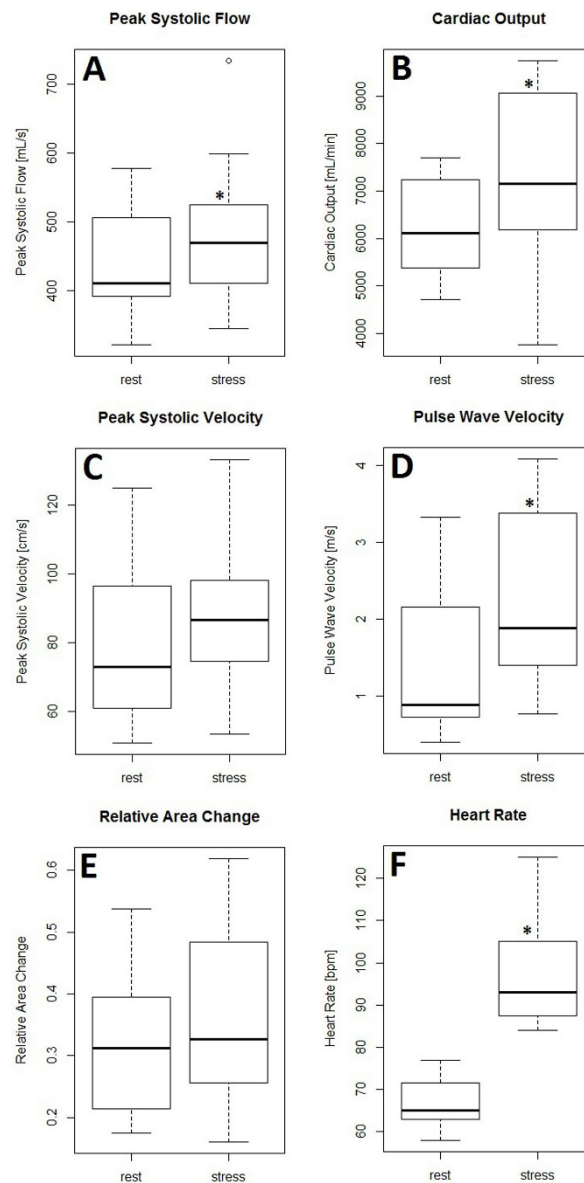 Peak Systolic Flow
A
Peak Systolic Flow [mL/s]
700
500
400
*
rest
stress
Cardiac Output
B
Cardiac Output [mL/min]
9000
8000
7000
6000
5000
4000
*
rest
stress
Peak Systolic Velocity
C
Peak Systolic Velocity [cm/s]
120
100
80
60
rest
stress
Pulse Wave Velocity
D
Pulse Wave Velocity [m/s]
4
3
2
1
*
rest
stress
Relative Area Change
E
Relative Area Change
0.6
0.5
0.4
0.3
0.2
rest
stress
Heart Rate
F
Heart Rate [bpm]
120
110
100
90
80
70
60
*
rest
stress